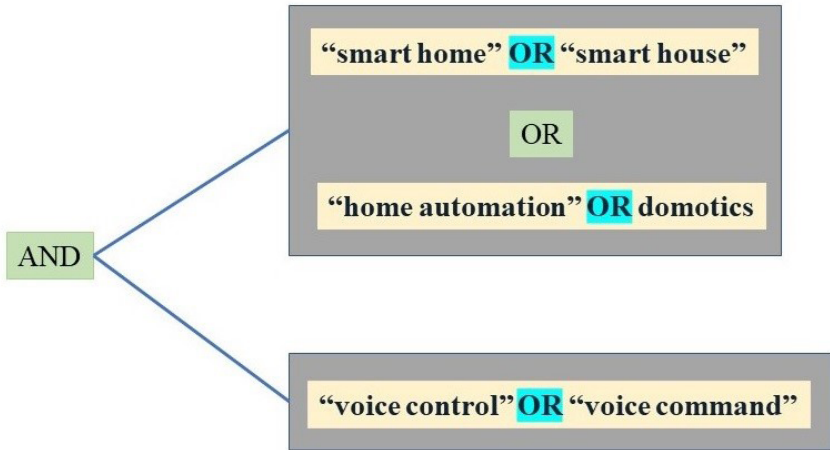 “smart home” OR “smart house”
OR
“home automation” OR domotics
AND
“voice control” OR “voice command”